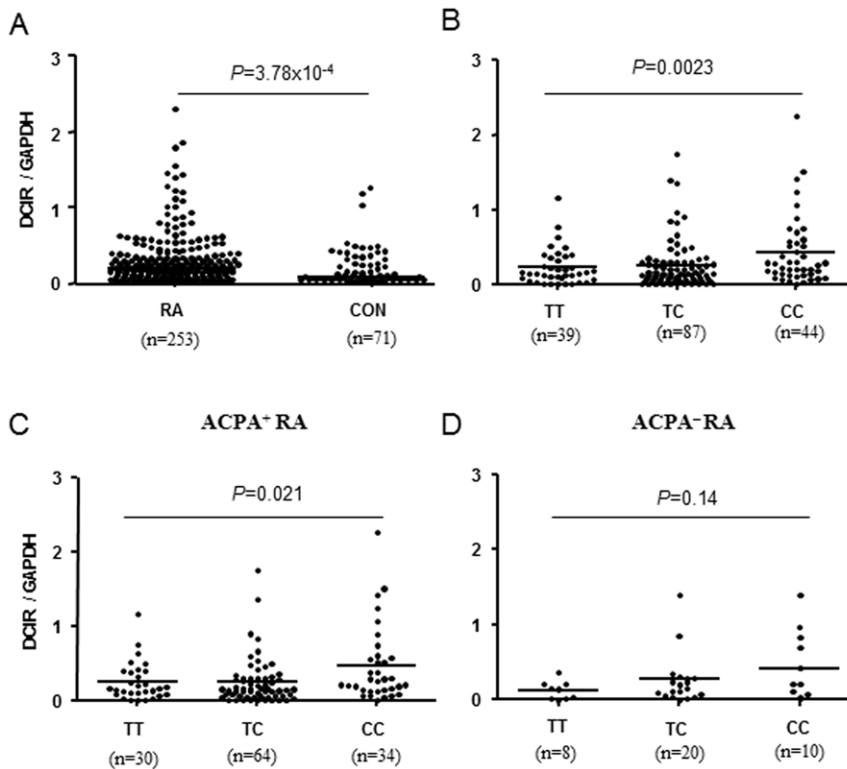 A
3
2
1
0
DCIR / GAPDH
P=3.78x10⁻⁴
RA CON
(n=253) (n=71)
B
3
2
1
0
P=0.0023
TT TC CC
(n=39) (n=87) (n=44)
C ACPA⁺ RA
3
2
1
0
DCIR / GAPDH
P=0.021
TT TC CC
(n=30) (n=64) (n=34)
D ACPA⁻RA
3
2
1
0
P=0.14
TT TC CC
(n=8) (n=20) (n=10)